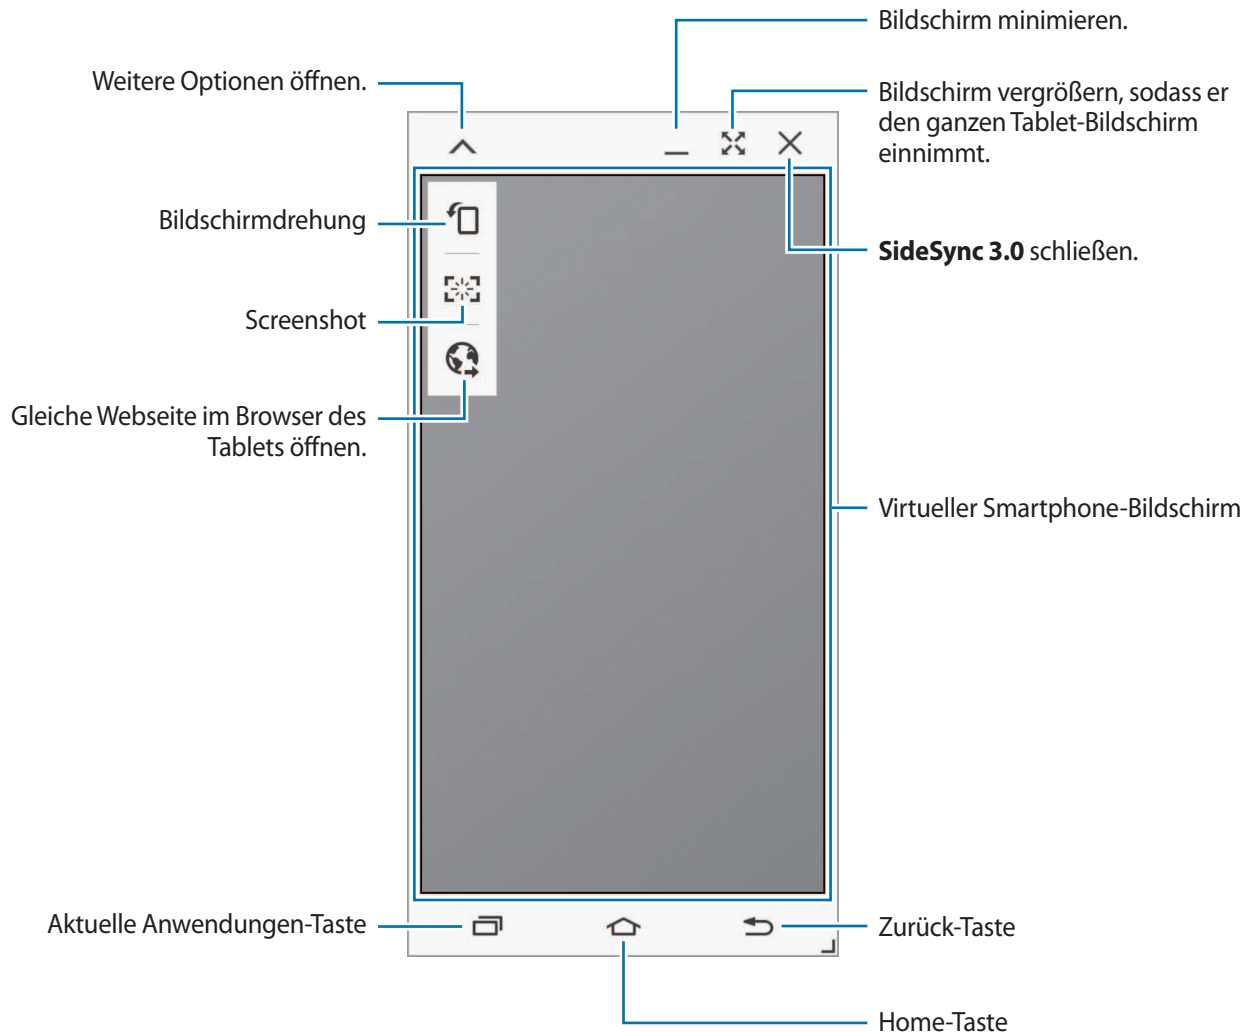 Bildschirm minimieren.
Weitere Optionen öffnen.
Bildschirm vergrößern, sodass er
den ganzen Tablet-Bildschirm
einnimmt.
Bildschirmdrehung
SideSync 3.0 schließen.
Screenshot
Gleiche Webseite im Browser des
Tablets öffnen.
Virtueller Smartphone-Bildschirm
Aktuelle Anwendungen-Taste
Zurück-Taste
Home-Taste